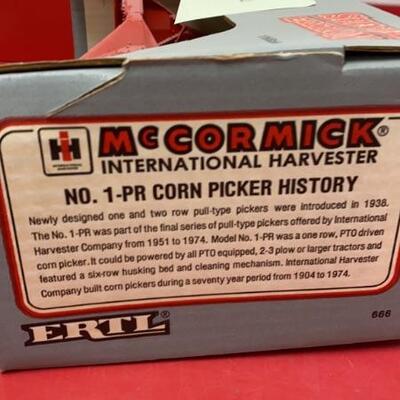 IH
McCORMICK®
INTERNATIONAL HARVESTER
NO. 1-PR CORN PICKER HISTORY
Newly designed one and two row pull-type pickers were introduced in 1938.
The No. 1-PR was part of the final series of pull-type pickers offered by International
Harvester Company from 1951 to 1974. Model No. 1-PR was a one row, PTO driven
corn picker. It could be powered by all PTO equipped, 2-3 plow or larger tractors and
featured a six-row husking bed and cleaning mechanism. International Harvester
Company built corn pickers during a seventy year period from 1904 to 1974.
ERTL®
666